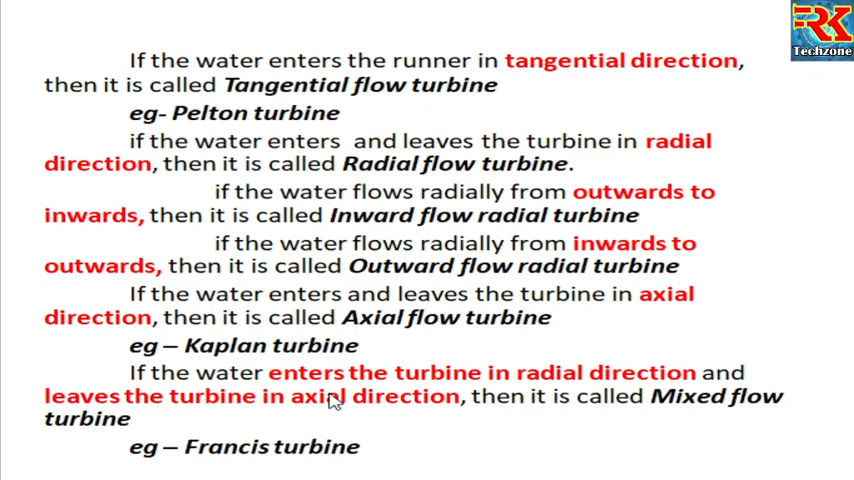 RK
Techzone
If the water enters the runner in tangential direction,
then it is called Tangential flow turbine
eg- Pelton turbine
if the water enters and leaves the turbine in radial
direction, then it is called Radial flow turbine.
if the water flows radially from outwards to
inwards, then it is called Inward flow radial turbine
if the water flows radially from inwards to
outwards, then it is called Outward flow radial turbine
If the water enters and leaves the turbine in axial
direction, then it is called Axial flow turbine
eg – Kaplan turbine
If the water enters the turbine in radial direction and
leaves the turbine in axial direction, then it is called Mixed flow
turbine
eg – Francis turbine